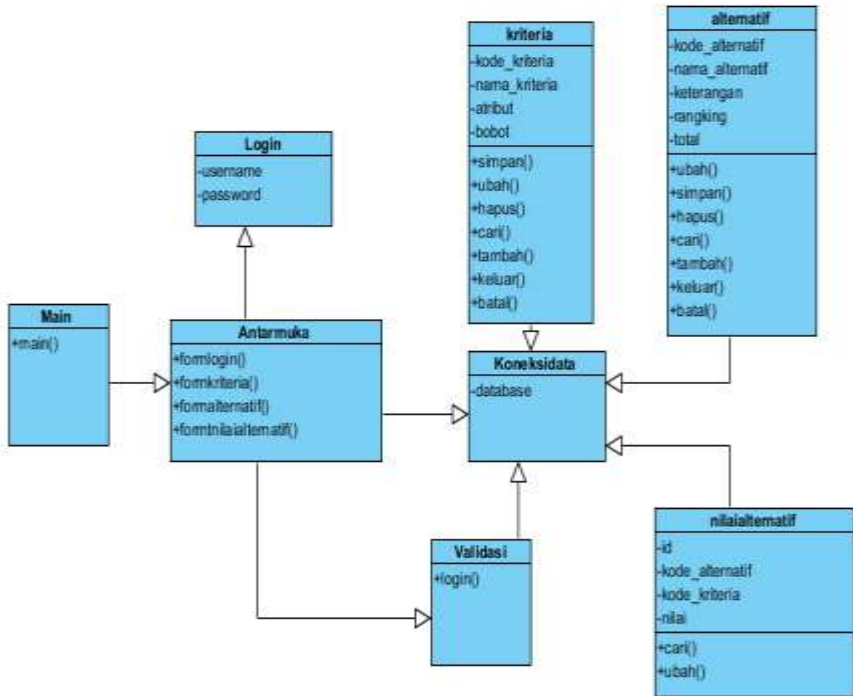 kriteria
-kode_kriteria
-nama_kriteria
-atribut
-bobot
+simpan()
+ubah()
+hapus()
+cari()
+tambah()
+keluar()
+batal()
alternatif
-kode_alternatif
-nama_alternatif
-keterangan
-rangking
-total
+ubah()
+simpan()
+hapus()
+cari()
+tambah()
+keluar()
+batal()
Login
-username
-password
Main
+main()
Antarmuka
+formlogin()
+formkriteria()
+formalternatif()
+formtnilaialternatif()
Koneksidata
-database
Validasi
+login()
nilaialternatif
-id
-kode_alternatif
-kode_kriteria
-nilai
+cari()
+ubah()